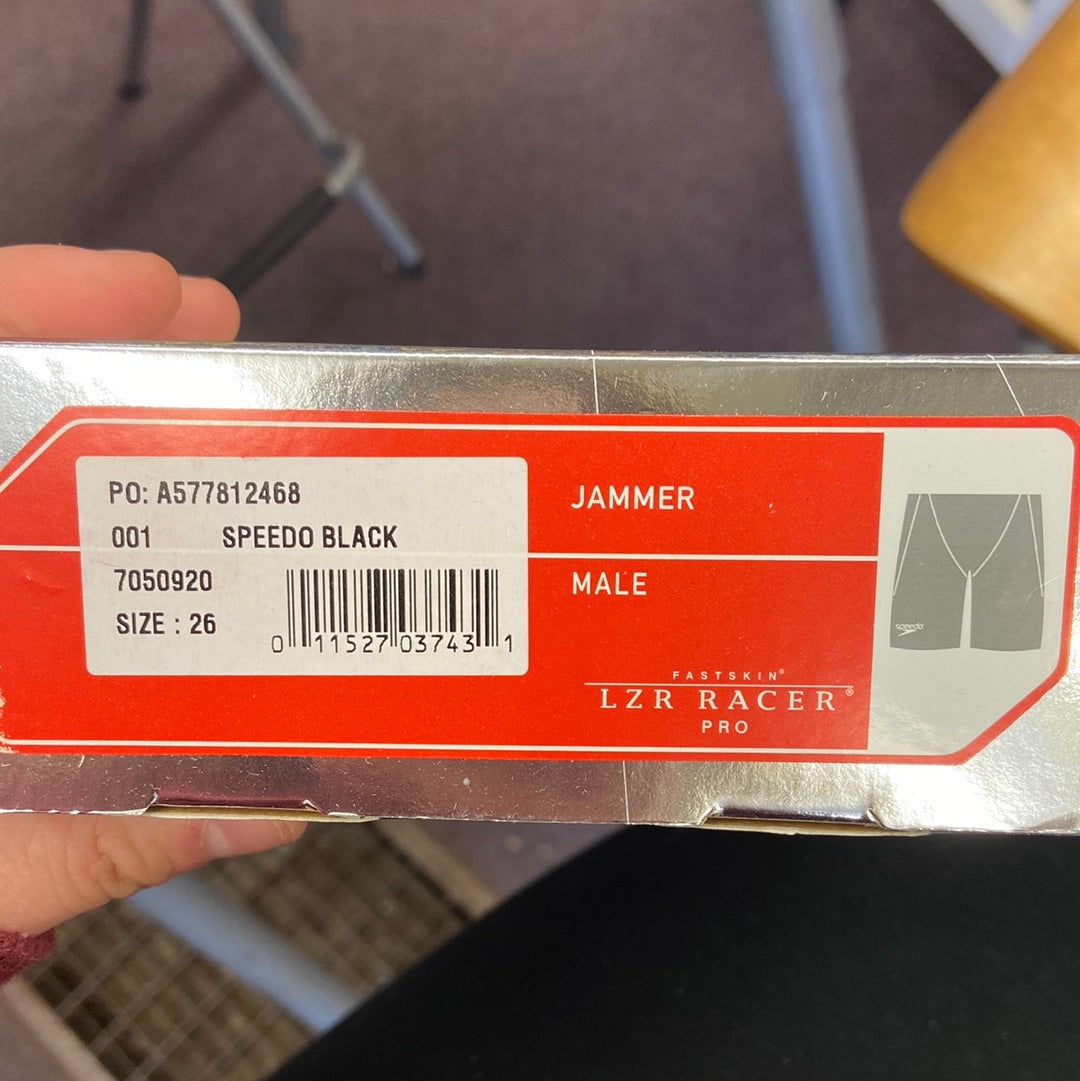 PO: A577812468
001 SPEEDO BLACK
7050920
SIZE : 26
0 11527 03743 1
JAMMER
MALE
FASTSKIN®
LZR RACER®
PRO
speedo